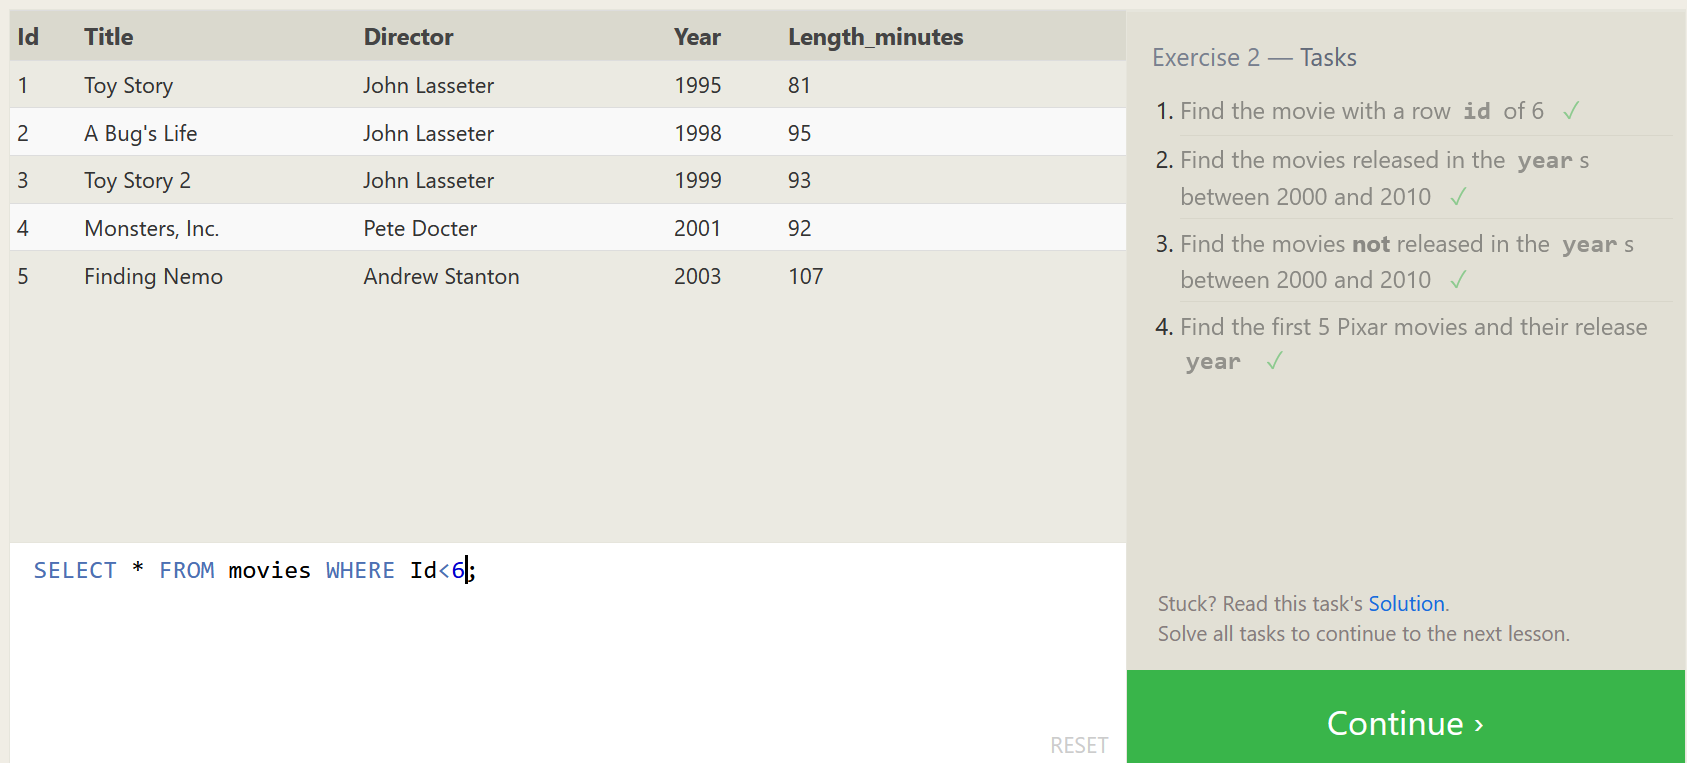 Id Title Director Year Length_minutes
1 Toy Story John Lasseter 1995 81
2 A Bug's Life John Lasseter 1998 95
3 Toy Story 2 John Lasseter 1999 93
4 Monsters, Inc. Pete Docter 2001 92
5 Finding Nemo Andrew Stanton 2003 107
SELECT * FROM movies WHERE Id<6;
RESET
Exercise 2 — Tasks
1. Find the movie with a row id of 6 ✓
2. Find the movies released in the year s
between 2000 and 2010 ✓
3. Find the movies not released in the year s
between 2000 and 2010 ✓
4. Find the first 5 Pixar movies and their release
year ✓
Stuck? Read this task's Solution.
Solve all tasks to continue to the next lesson.
Continue ›